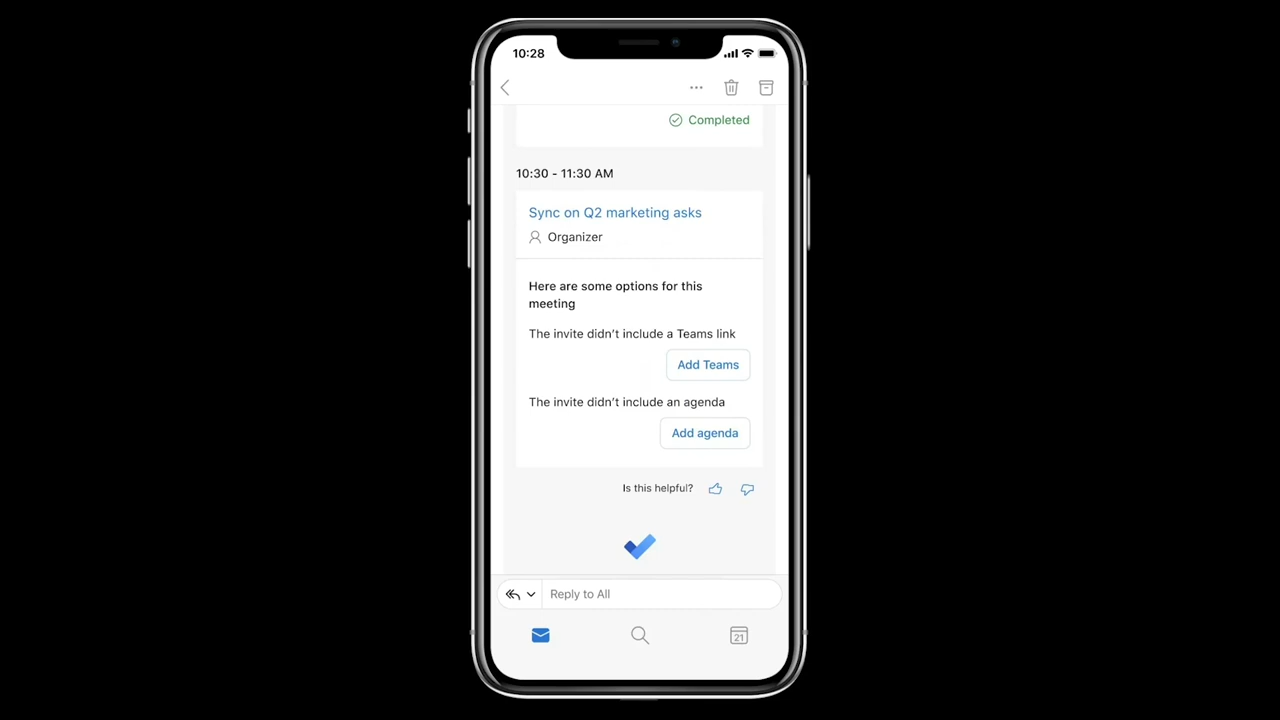 10:28
Completed
10:30 - 11:30 AM
Sync on Q2 marketing asks
Organizer
Here are some options for this
meeting
The invite didn’t include a Teams link
Add Teams
The invite didn’t include an agenda
Add agenda
Is this helpful?
Reply to All
21